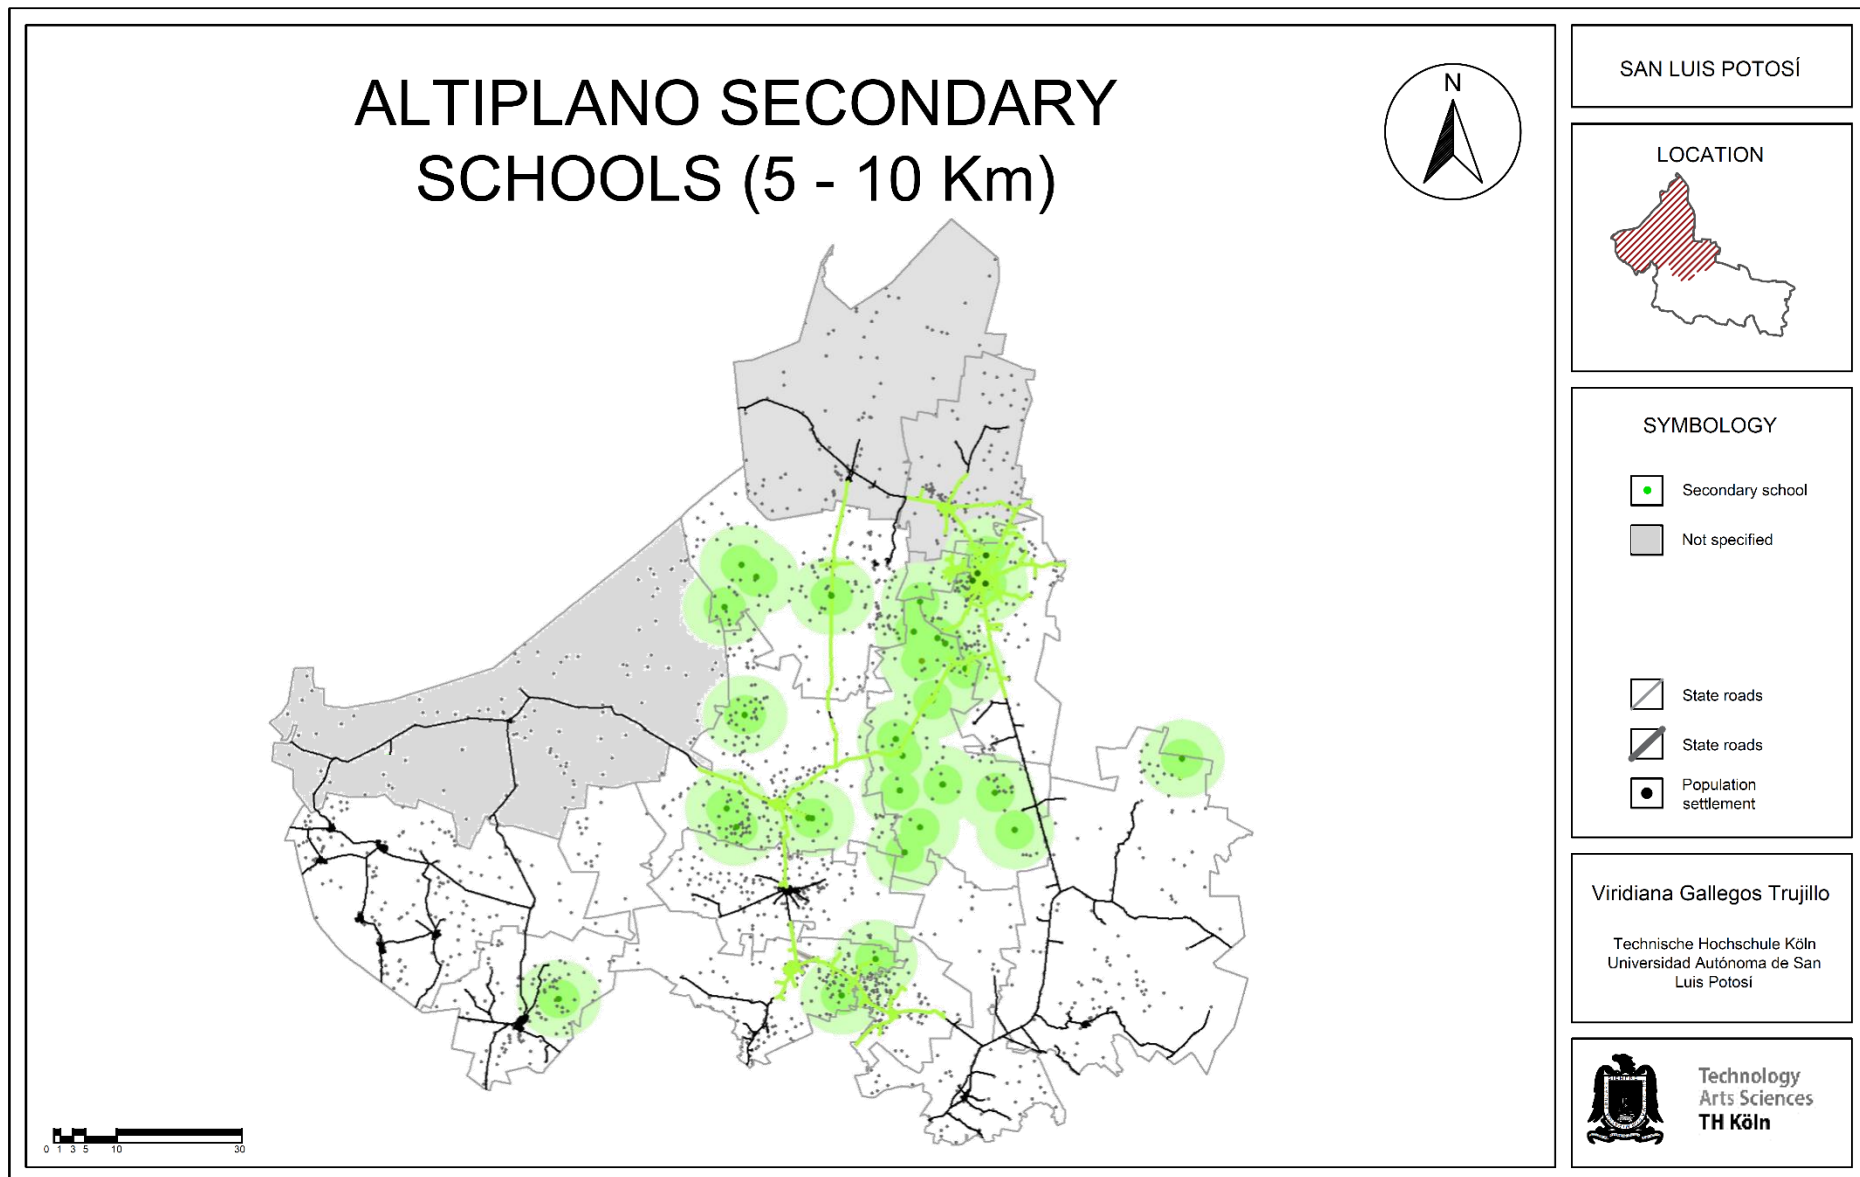 ALTIPLANO SECONDARY
SCHOOLS (5 - 10 Km)
N
0 1 3 5 10 30
SAN LUIS POTOSÍ
LOCATION
SYMBOLOGY
Secondary school
Not specified
State roads
State roads
Population
settlement
Viridiana Gallegos Trujillo
Technische Hochschule Köln
Universidad Autónoma de San
Luis Potosí
Technology
Arts Sciences
TH Köln